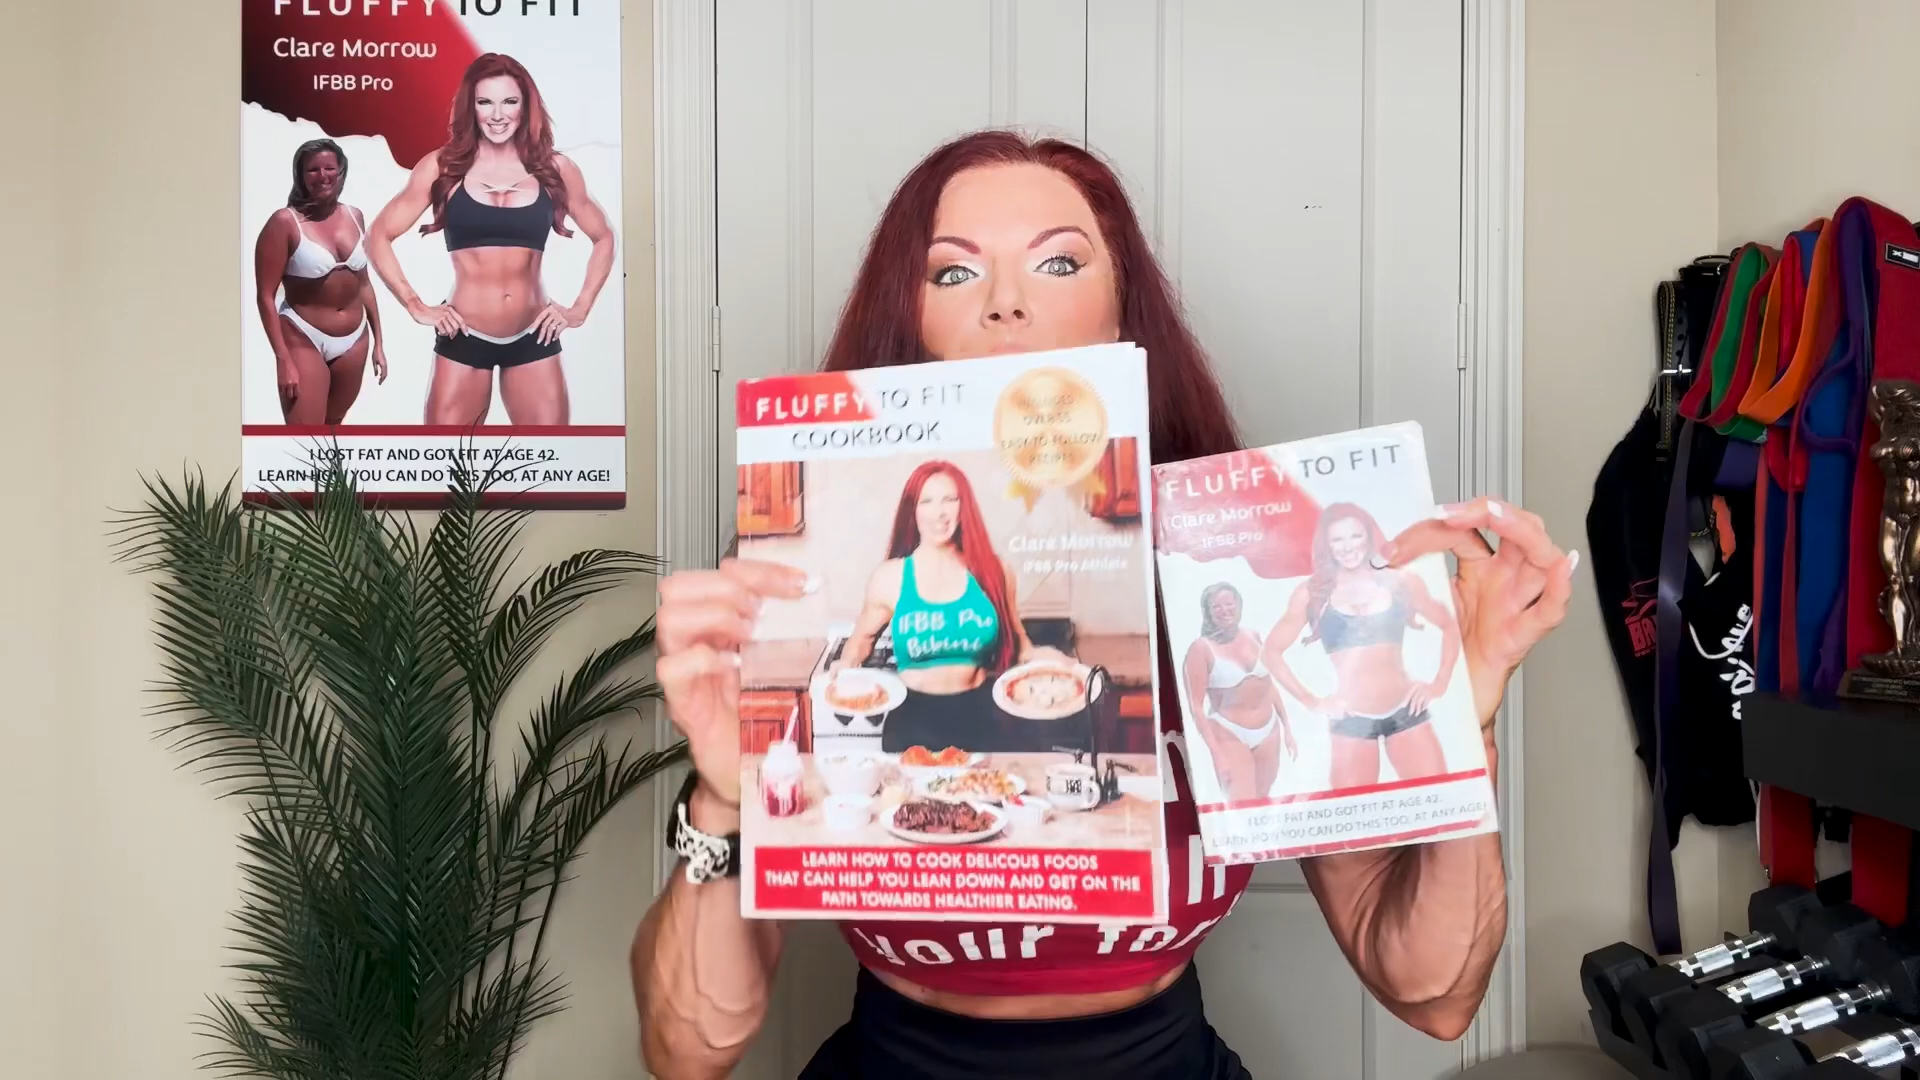 FLUFFY TO FIT
Clare Morrow
IFBB Pro
I LOST FAT AND GOT FIT AT AGE 42.
LEARN HOW YOU CAN DO THIS TOO, AT ANY AGE!
FLUFFY TO FIT
COOKBOOK
INCLUDES
EASY-TO-FOLLOW
RECIPES
Clare Morrow
IFBB Pro Athlete
IFBB Pro
Bikini
LEARN HOW TO COOK DELICOUS FOODS
THAT CAN HELP YOU LEAN DOWN AND GET ON THE
PATH TOWARDS HEALTHIER EATING.
FLUFFY TO FIT
Clare Morrow
IFBB Pro
I LOST FAT AND GOT FIT AT AGE 42.
LEARN HOW YOU CAN DO THIS TOO, AT ANY AGE!
your